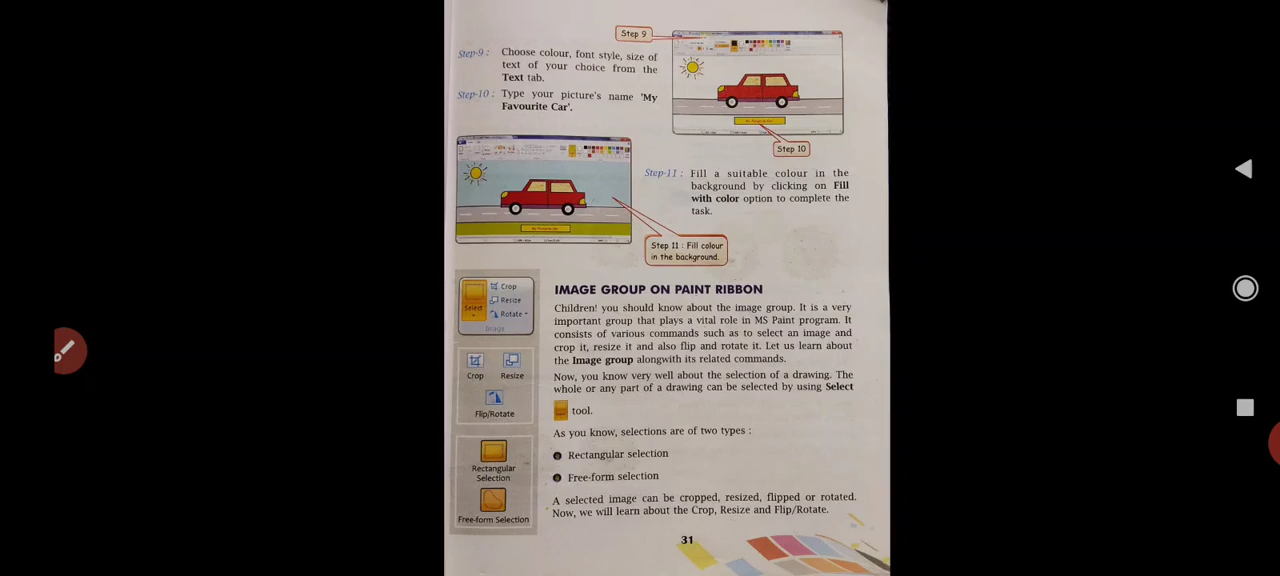 Step 9
Step-9 : Choose colour, font style, size of
text of your choice from the
Text tab.
Step-10 : Type your picture's name 'My
Favourite Car'.
Step 10
Step-11 : Fill a suitable colour in the
background by clicking on Fill
with color option to complete the
task.
Step 11 : Fill colour
in the background.
Select
Crop
Resize
Rotate
Image
Crop
Resize
Flip/Rotate
Rectangular
Selection
Free-form Selection
IMAGE GROUP ON PAINT RIBBON
Children! you should know about the image group. It is a very
important group that plays a vital role in MS Paint program. It
consists of various commands such as to select an image and
crop it, resize it and also flip and rotate it. Let us learn about
the Image group alongwith its related commands.
Now, you know very well about the selection of a drawing. The
whole or any part of a drawing can be selected by using Select
tool.
As you know, selections are of two types :
Rectangular selection
Free-form selection
A selected image can be cropped, resized, flipped or rotated.
Now, we will learn about the Crop, Resize and Flip/Rotate.
31